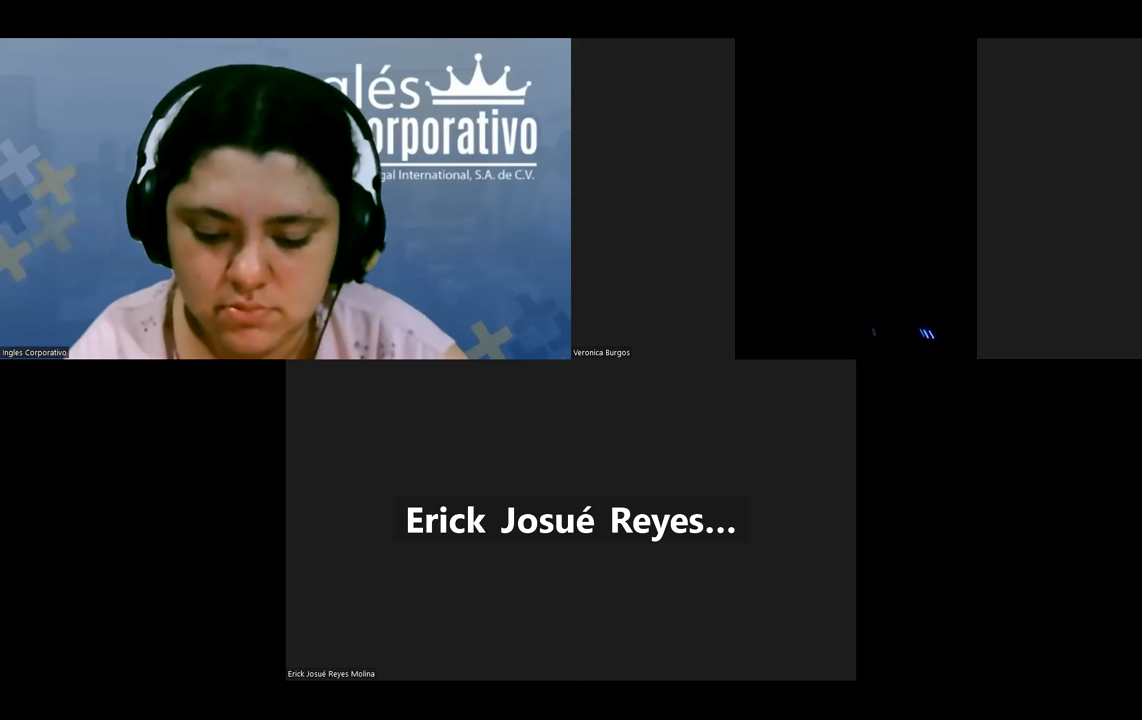 glés
orporativo
gal International, S.A. de C.V.
Ingles Corporativo
Veronica Burgos
Erick Josué Reyes...
Erick Josué Reyes Molina